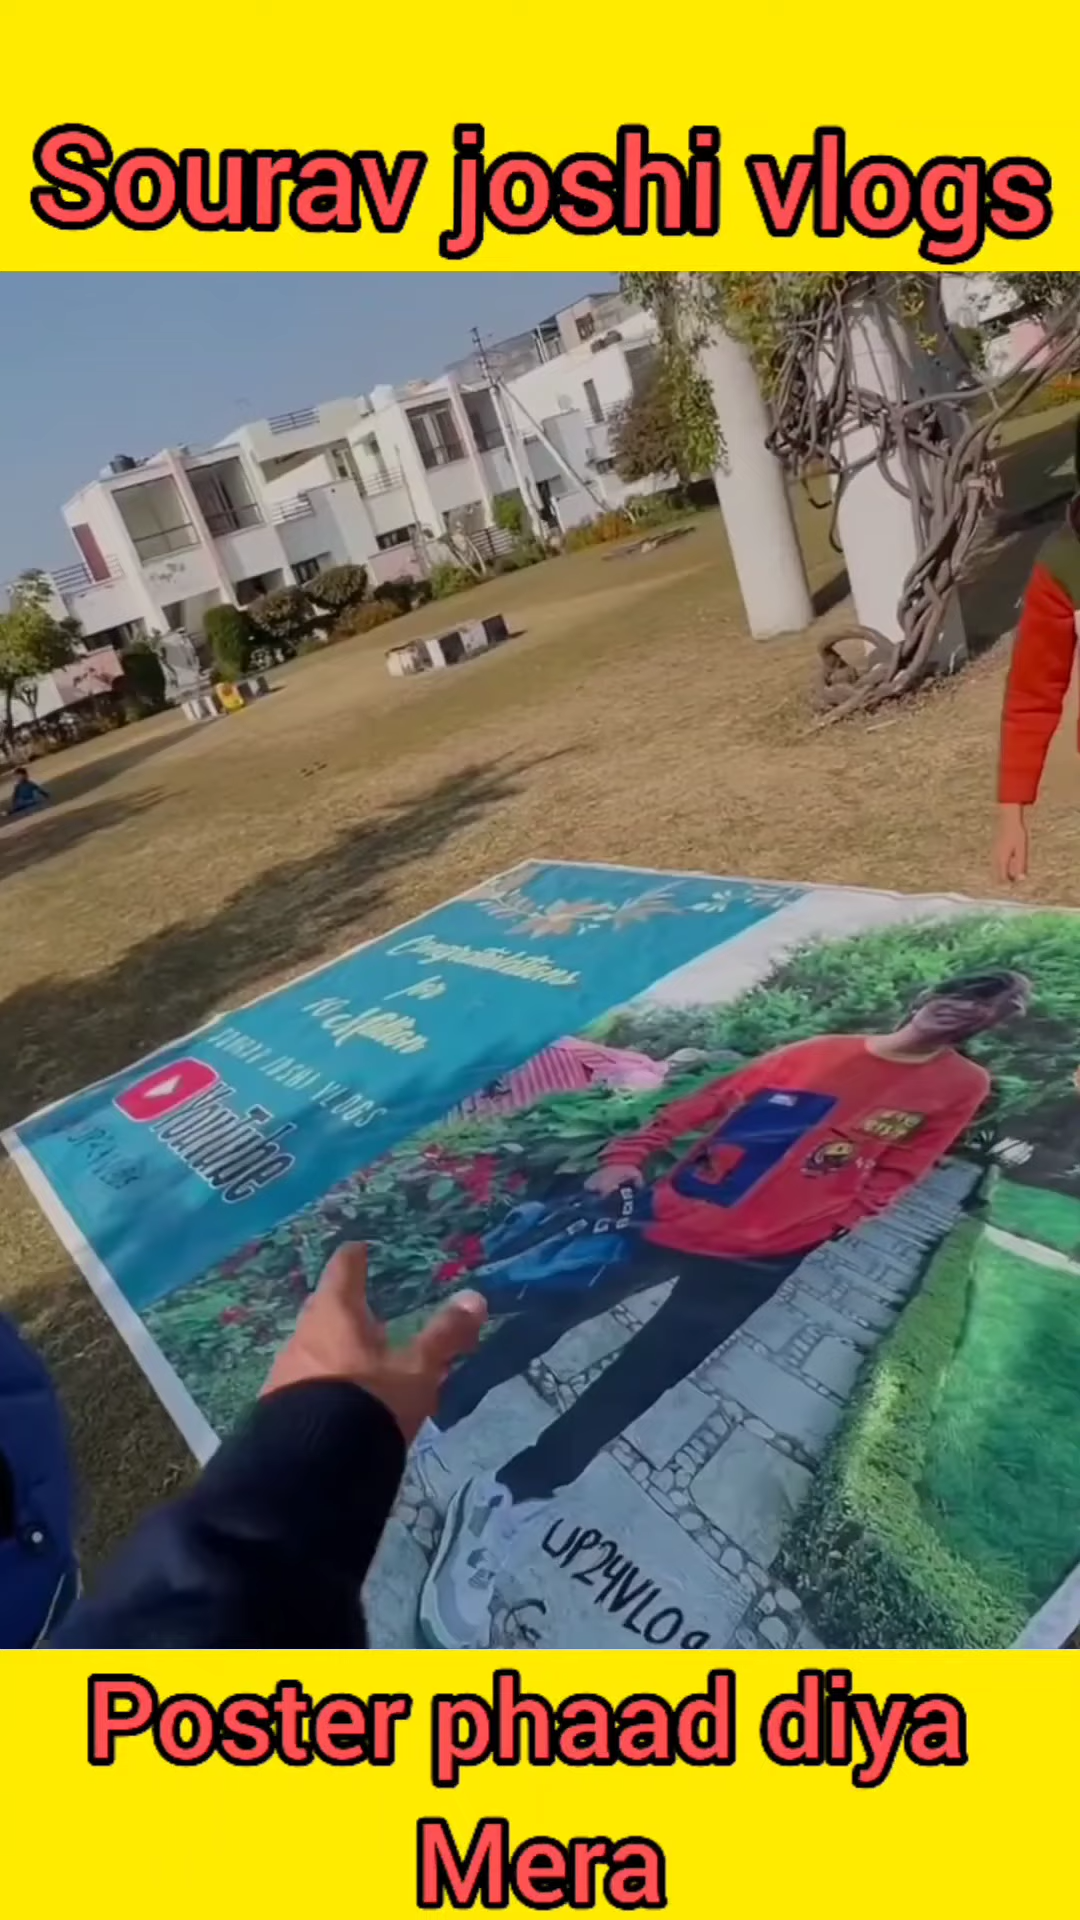 Sourav joshi vlogs
Congratulations
for
10 Million
SOURAV JOSHI VLOGS
YouTube
UP24VLOG
Poster phaad diya
Mera